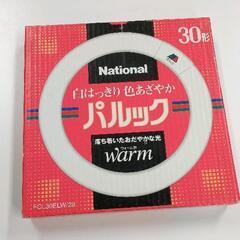 30形
National
白はっきり 色あざやか
パルック
落ち着いたおだやかな光
ウォーム色
warm
FCL30ELW/28